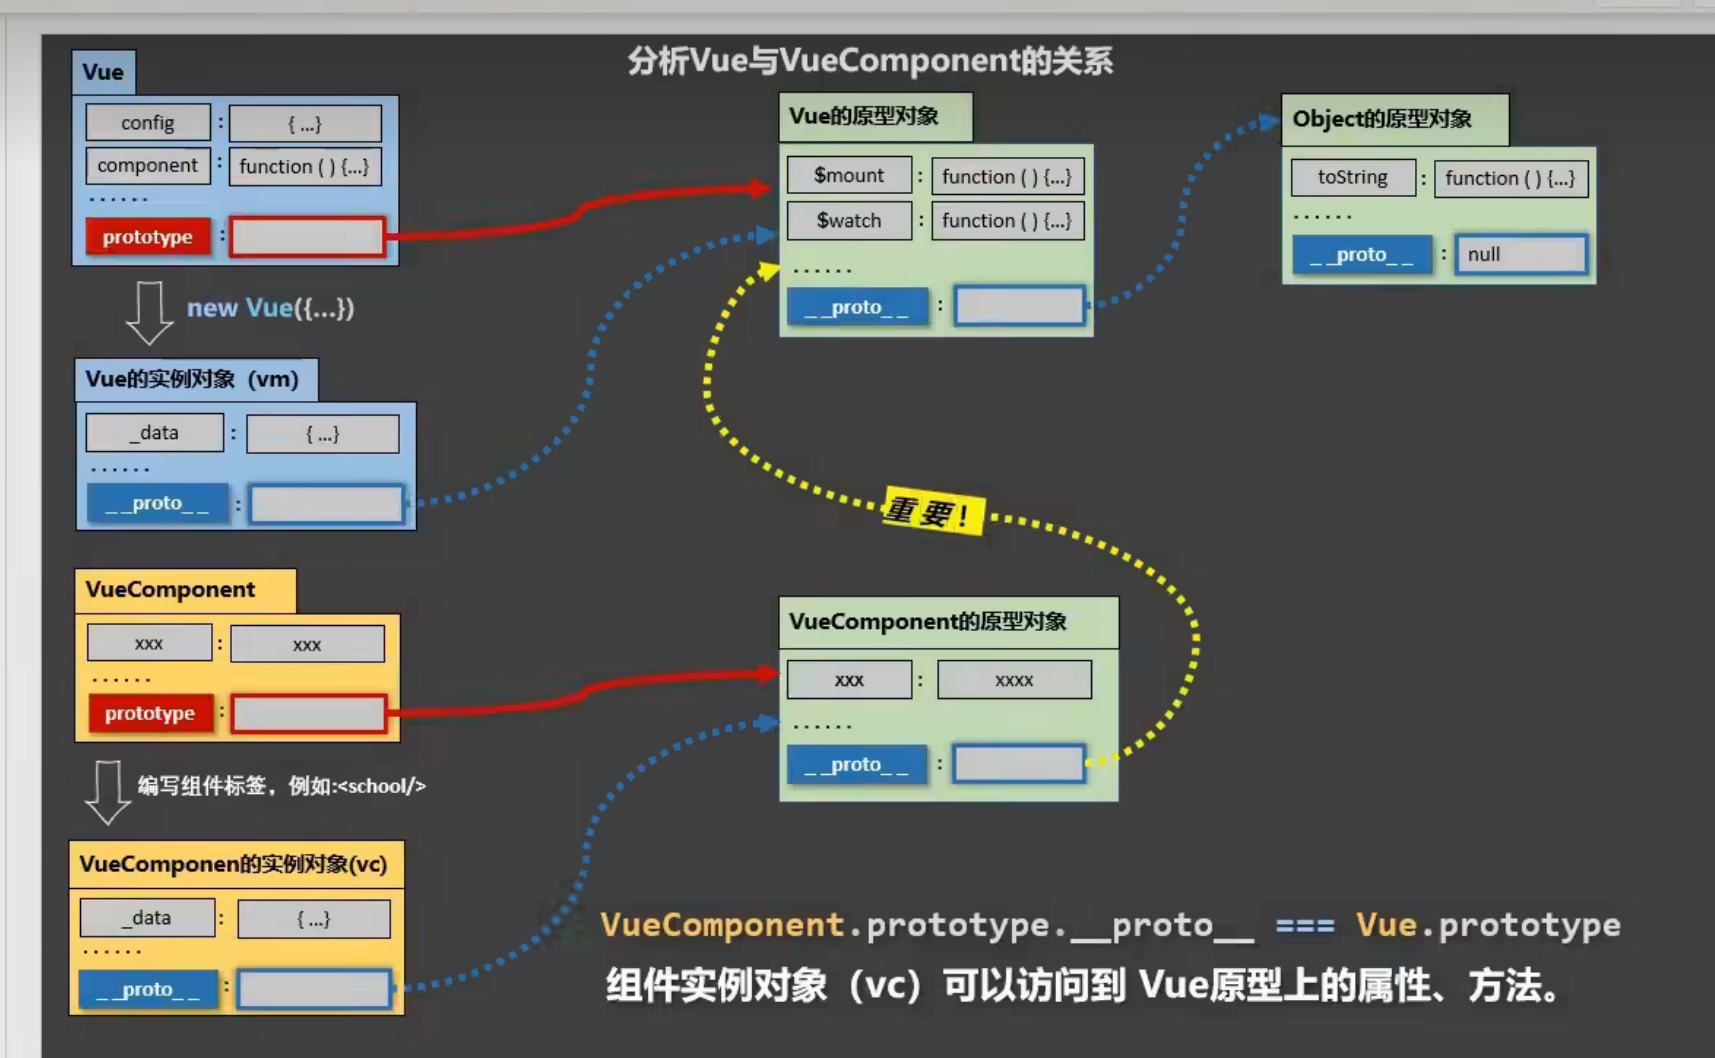 分析Vue与VueComponent的关系
Vue
config : { ...}
component : function ( ) {...}
......
prototype :
new Vue({...})
Vue的实例对象（vm）
_data : { ...}
......
__proto__ :
VueComponent
xxx : xxx
......
prototype :
编写组件标签，例如:<school/>
VueComponen的实例对象(vc)
_data : { ...}
......
__proto__ :
Vue的原型对象
$mount : function ( ) {...}
$watch : function ( ) {...}
......
__proto__ :
Object的原型对象
toString : function ( ) {...}
......
__proto__ : null
重要！
VueComponent的原型对象
xxx : xxxx
......
__proto__ :
VueComponent.prototype.__proto__ === Vue.prototype
组件实例对象（vc）可以访问到 Vue原型上的属性、方法。